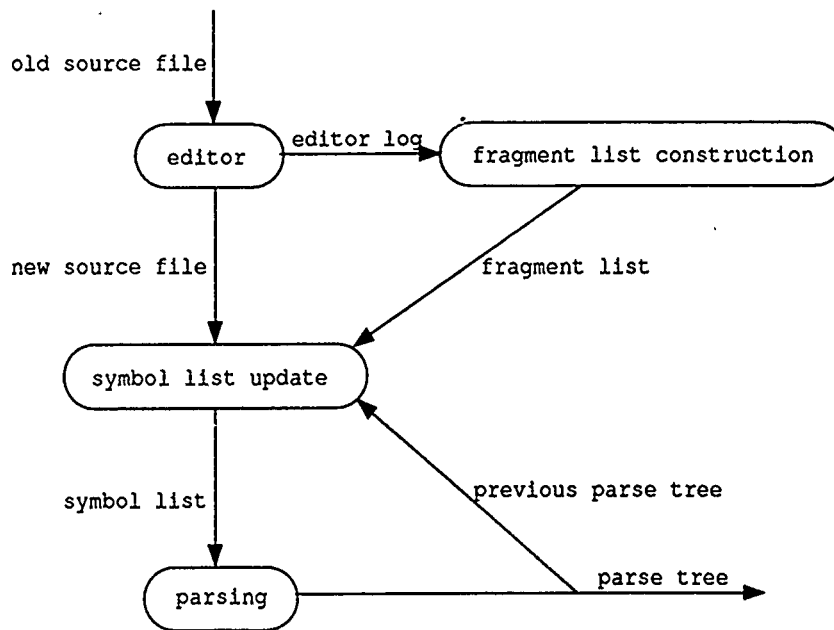 old source file
editor log
editor
fragment list construction
new source file
fragment list
symbol list update
previous parse tree
symbol list
parse tree
parsing